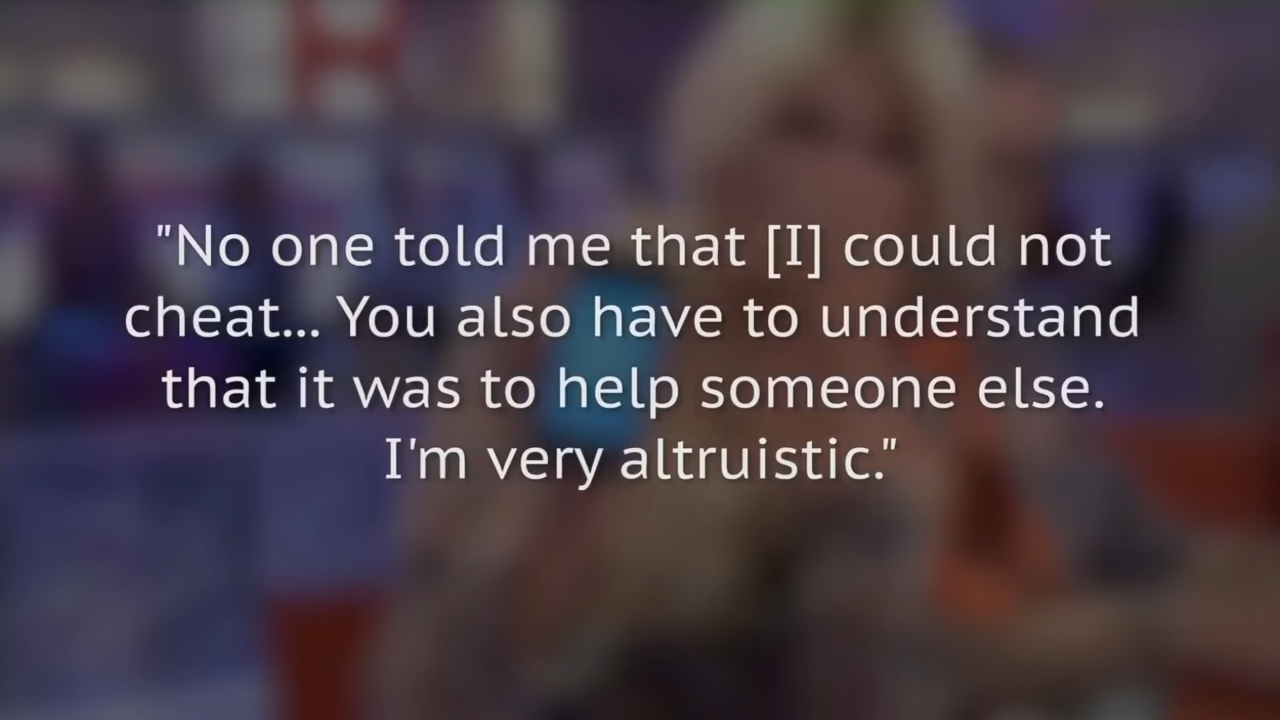 "No one told me that [I] could not
cheat... You also have to understand
that it was to help someone else.
I'm very altruistic."